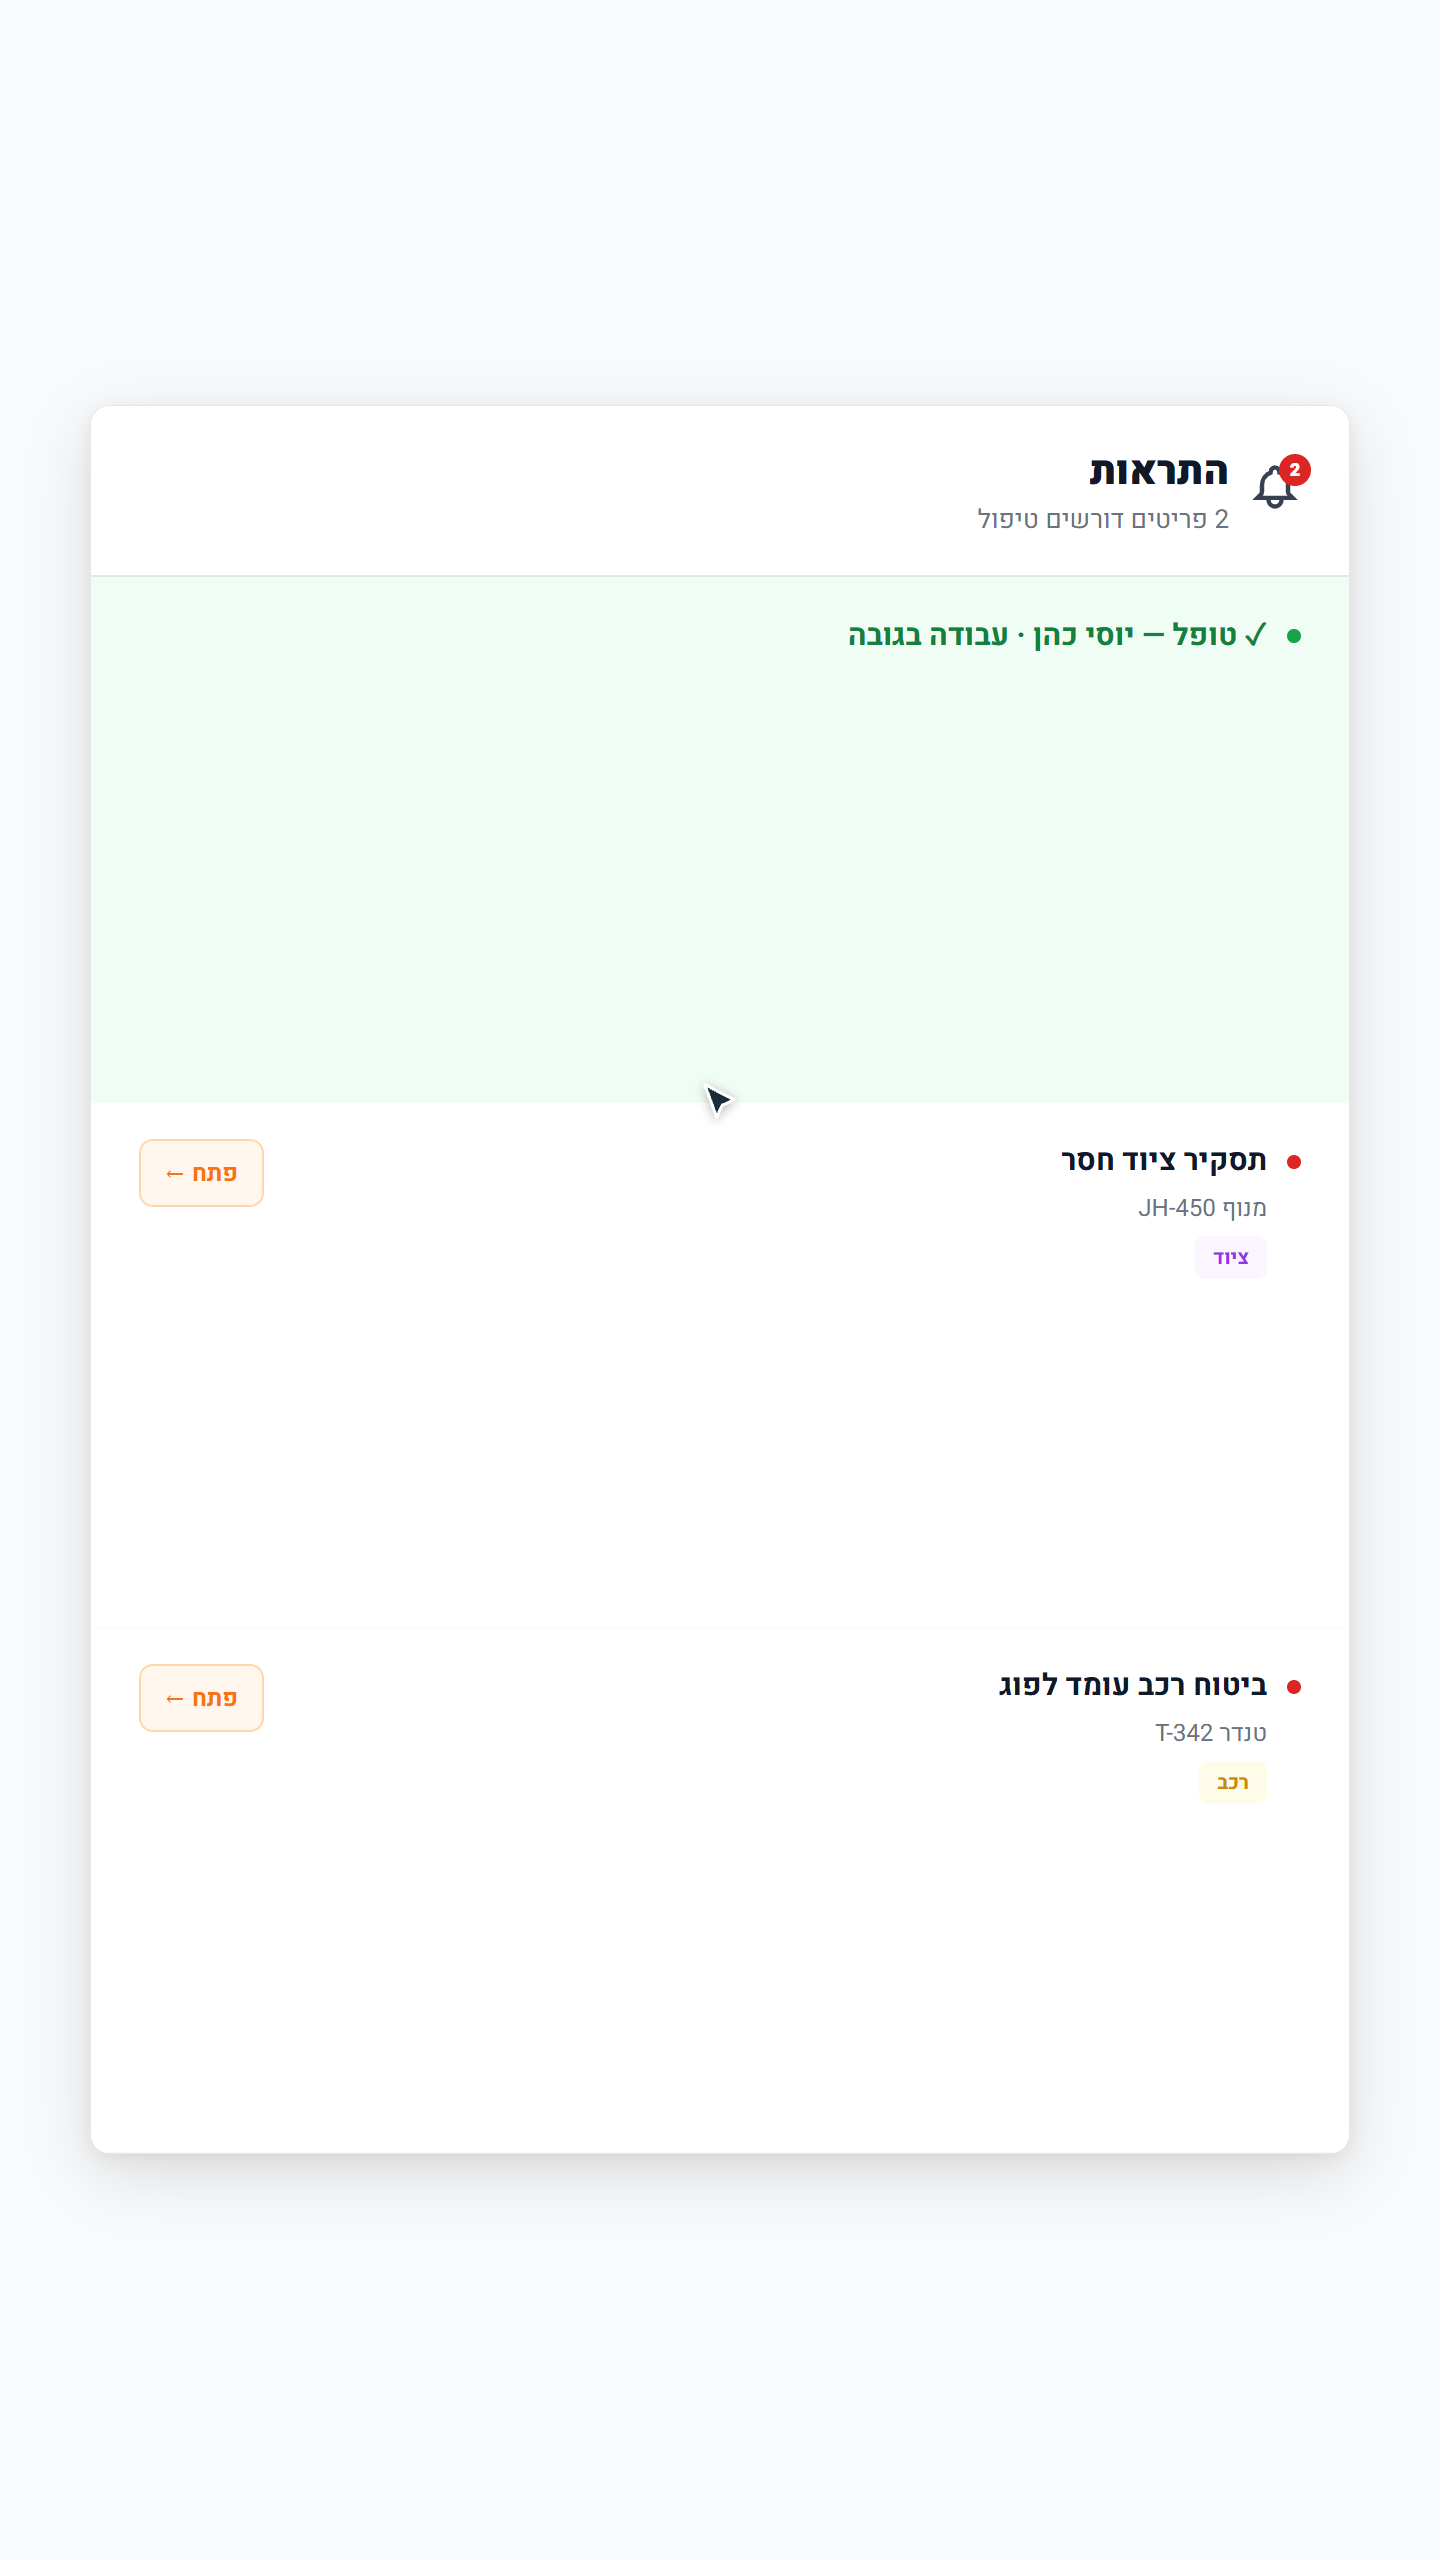 התראות
2
2 פריטים דורשים טיפול
✓ טופל – יוסי כהן · עבודה בגובה
תסקיר ציוד חסר
מנוף JH-450
ציוד
פתח ←
ביטוח רכב עומד לפוג
טנדר T-342
רכב
פתח ←